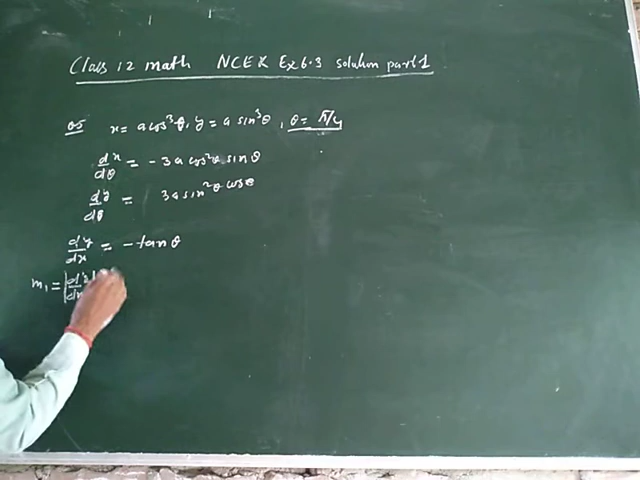 Class 12 math NCER Ex 6.3 solution part 1
Q5 x = a cos³θ, y = a sin³θ, θ = π/4
dx/dθ = -3a cos²θ sinθ
dy/dθ = 3a sin²θ cosθ
dy/dx = -tanθ
m₁ =